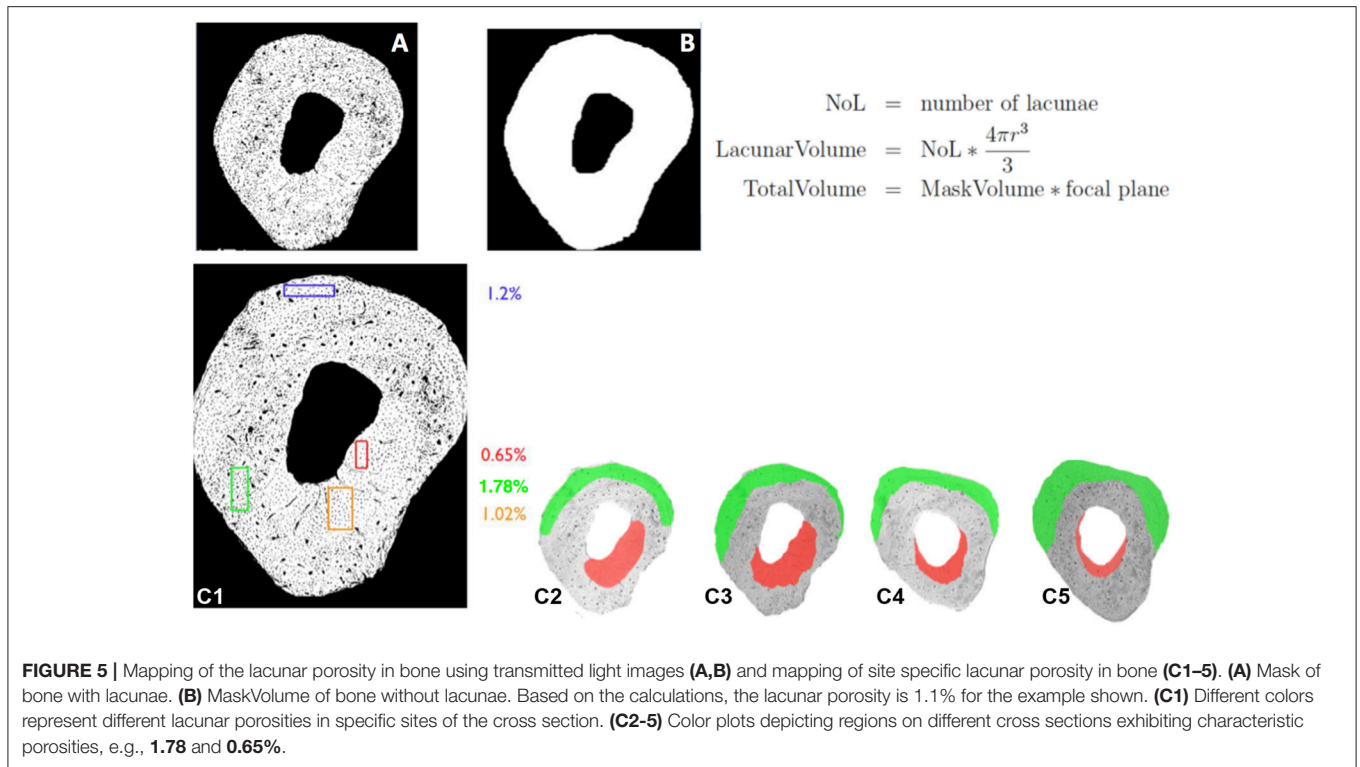 A
B
NoL = number of lacunae
LacunarVolume = NoL * 4πr³/3
TotalVolume = MaskVolume * focal plane
1.2%
0.65%
1.78%
1.02%
C1
C2
C3
C4
C5
FIGURE 5 | Mapping of the lacunar porosity in bone using transmitted light images (A,B) and mapping of site specific lacunar porosity in bone (C1–5). (A) Mask of
bone with lacunae. (B) MaskVolume of bone without lacunae. Based on the calculations, the lacunar porosity is 1.1% for the example shown. (C1) Different colors
represent different lacunar porosities in specific sites of the cross section. (C2-5) Color plots depicting regions on different cross sections exhibiting characteristic
porosities, e.g., 1.78 and 0.65%.